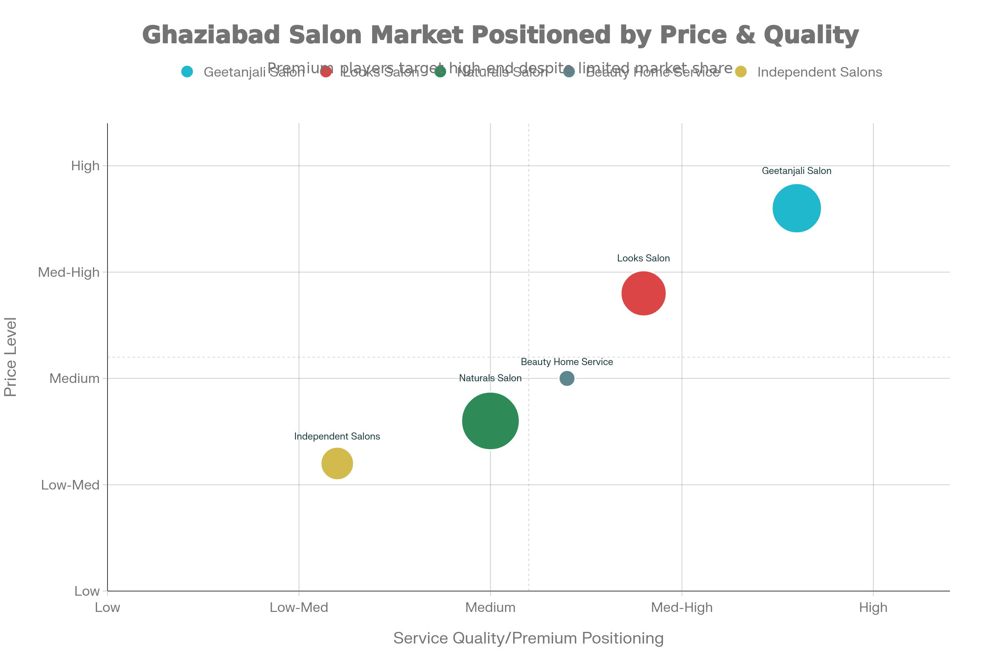 Ghaziabad Salon Market Positioned by Price & Quality
Premium players target high-end despite limited market share
Geetanjali Salon
Looks Salon
Naturals Salon
Beauty Home Service
Independent Salons
High
Med-High
Medium
Low-Med
Low
Price Level
Geetanjali Salon
Looks Salon
Beauty Home Service
Naturals Salon
Independent Salons
Low
Low-Med
Medium
Med-High
High
Service Quality/Premium Positioning